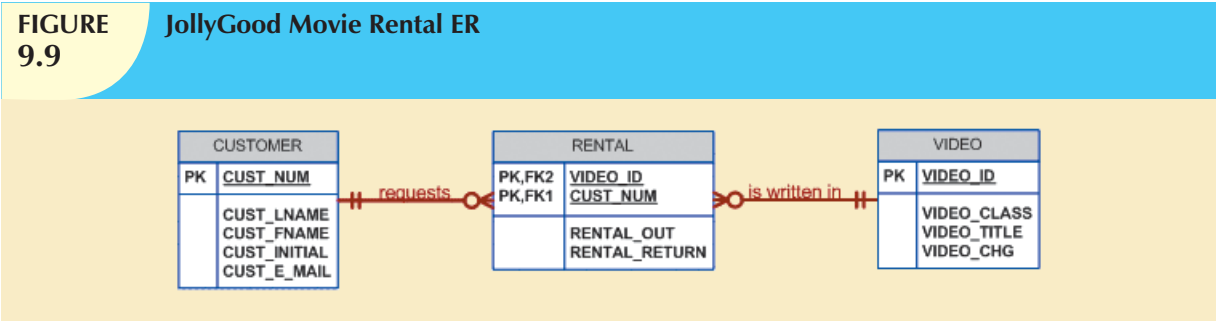 FIGURE
9.9
JollyGood Movie Rental ER
CUSTOMER
PK CUST_NUM
CUST_LNAME
CUST_FNAME
CUST_INITIAL
CUST_E_MAIL
requests
RENTAL
PK,FK2 VIDEO_ID
PK,FK1 CUST_NUM
RENTAL_OUT
RENTAL_RETURN
is written in
VIDEO
PK VIDEO_ID
VIDEO_CLASS
VIDEO_TITLE
VIDEO_CHG